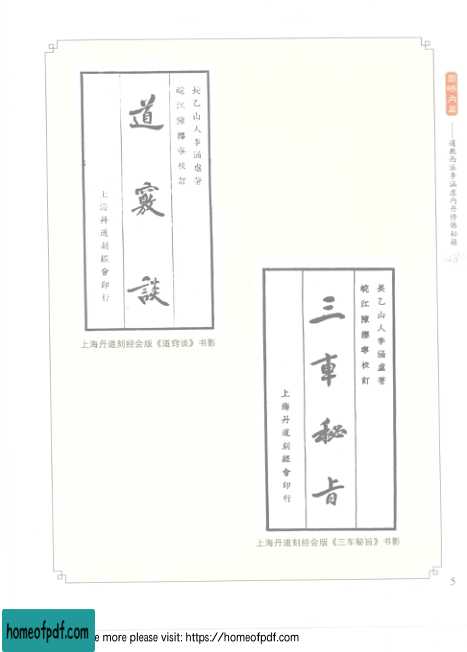 長乙山人李涵虛著
皖江陳攖寧校訂
道竅談
上海丹道刻經會印行
上海丹道刻经会版《道窍谈》书影
長乙山人李涵虛著
皖江陳攖寧校訂
三車秘旨
上海丹道刻經會印行
上海丹道刻经会版《三车秘旨》书影
圆峤内篇
——道教西派李涵虚内丹修炼秘籍
5
homeofpdf.com
e more please visit: https://homeofpdf.com